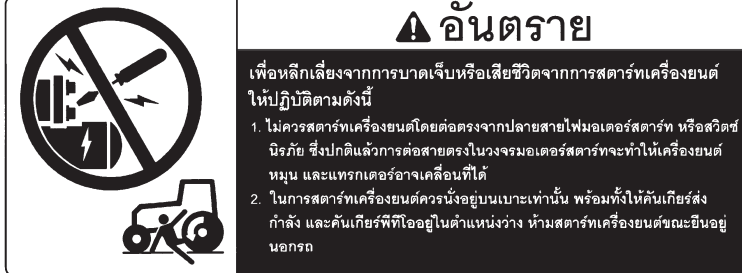 อันตราย
เพื่อหลีกเลี่ยงจากการบาดเจ็บหรือเสียชีวิตจากการสตาร์ทเครื่องยนต์
ให้ปฏิบัติตามดังนี้
1. ไม่ควรสตาร์ทเครื่องยนต์โดยต่อตรงจากปลายสายไฟมอเตอร์สตาร์ท หรือสวิตซ์
นิรภัย ซึ่งปกติแล้วการต่อสายตรงในวงจรมอเตอร์สตาร์ทจะทำให้เครื่องยนต์
หมุน และแทรกเตอร์อาจเคลื่อนที่ได้
2. ในการสตาร์ทเครื่องยนต์ควรนั่งอยู่บนเบาะเท่านั้น พร้อมทั้งให้คันเกียร์ส่ง
กำลัง และคันเกียร์พีทีโออยู่ในตำแหน่งว่าง ห้ามสตาร์ทเครื่องยนต์ขณะยืนอยู่
นอกรถ